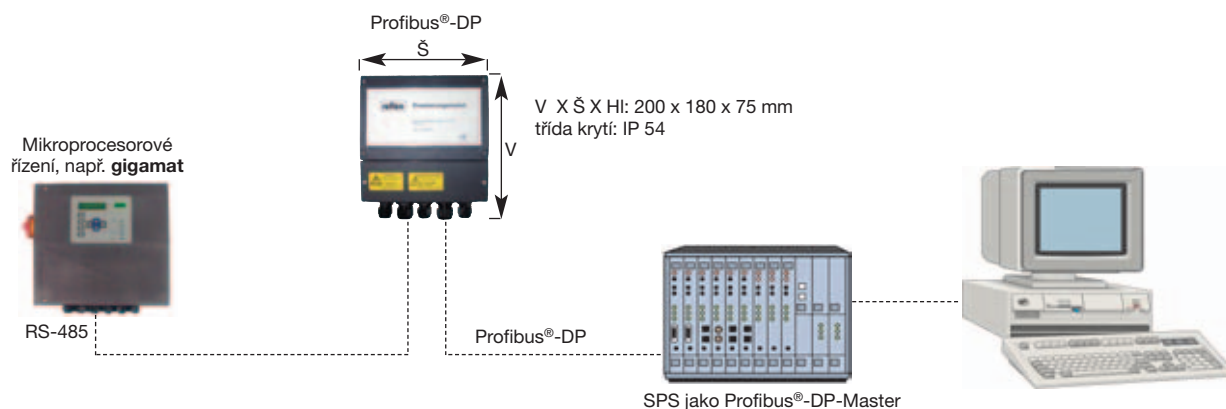 Profibus®-DP
Š
V X Š X Hl: 200 x 180 x 75 mm
třída krytí: IP 54
V
Mikroprocesorové
řízení, např. gigamat
reflex
RS-485
Profibus®-DP
SPS jako Profibus®-DP-Master